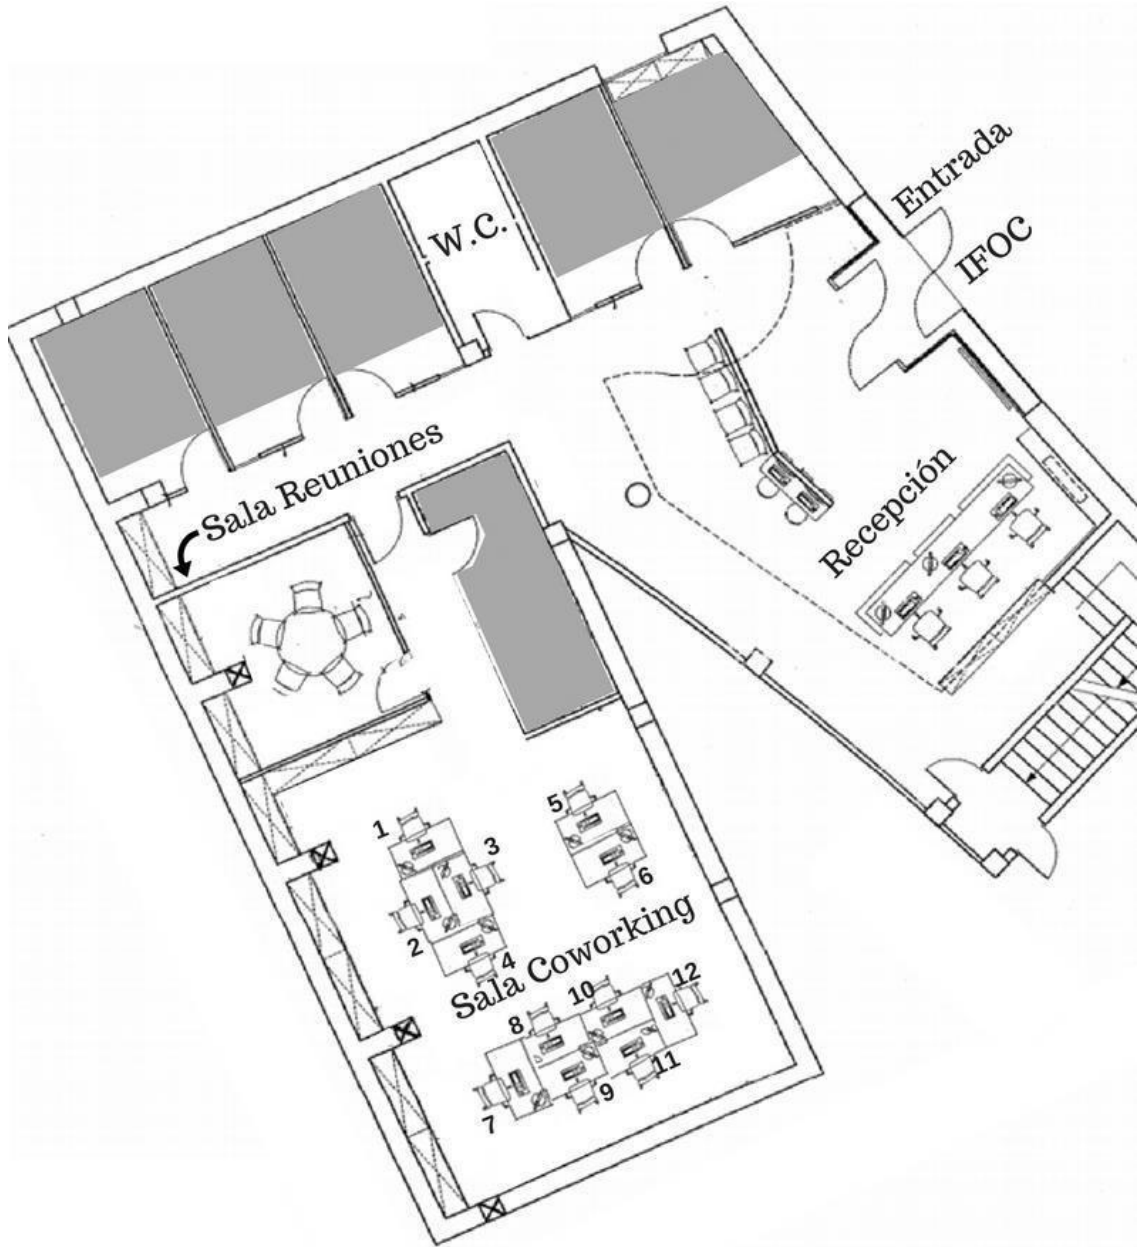 Entrada
IFOC
W.C.
Sala Reuniones
Recepción
1
3
2
4
5
6
Sala Coworking
8
10
12
7
9
11